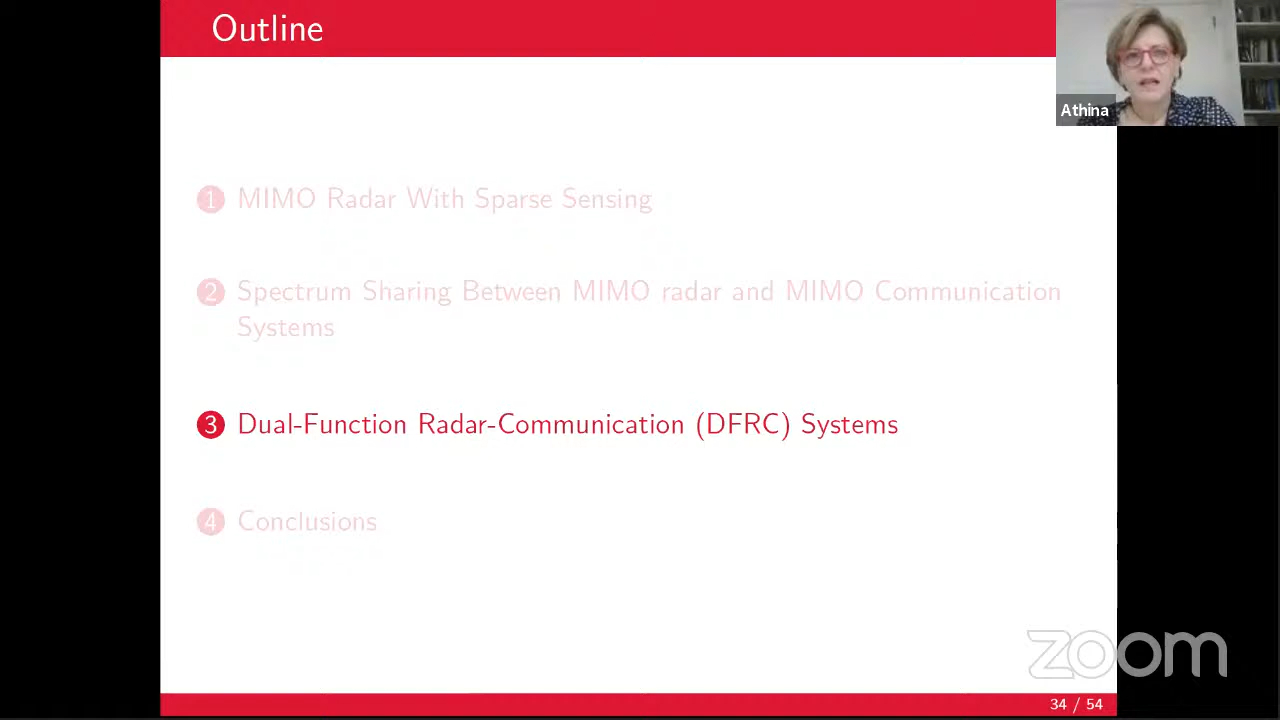 Outline
Athina
1 MIMO Radar With Sparse Sensing
2 Spectrum Sharing Between MIMO radar and MIMO Communication
Systems
3 Dual-Function Radar-Communication (DFRC) Systems
4 Conclusions
zoom
34 / 54